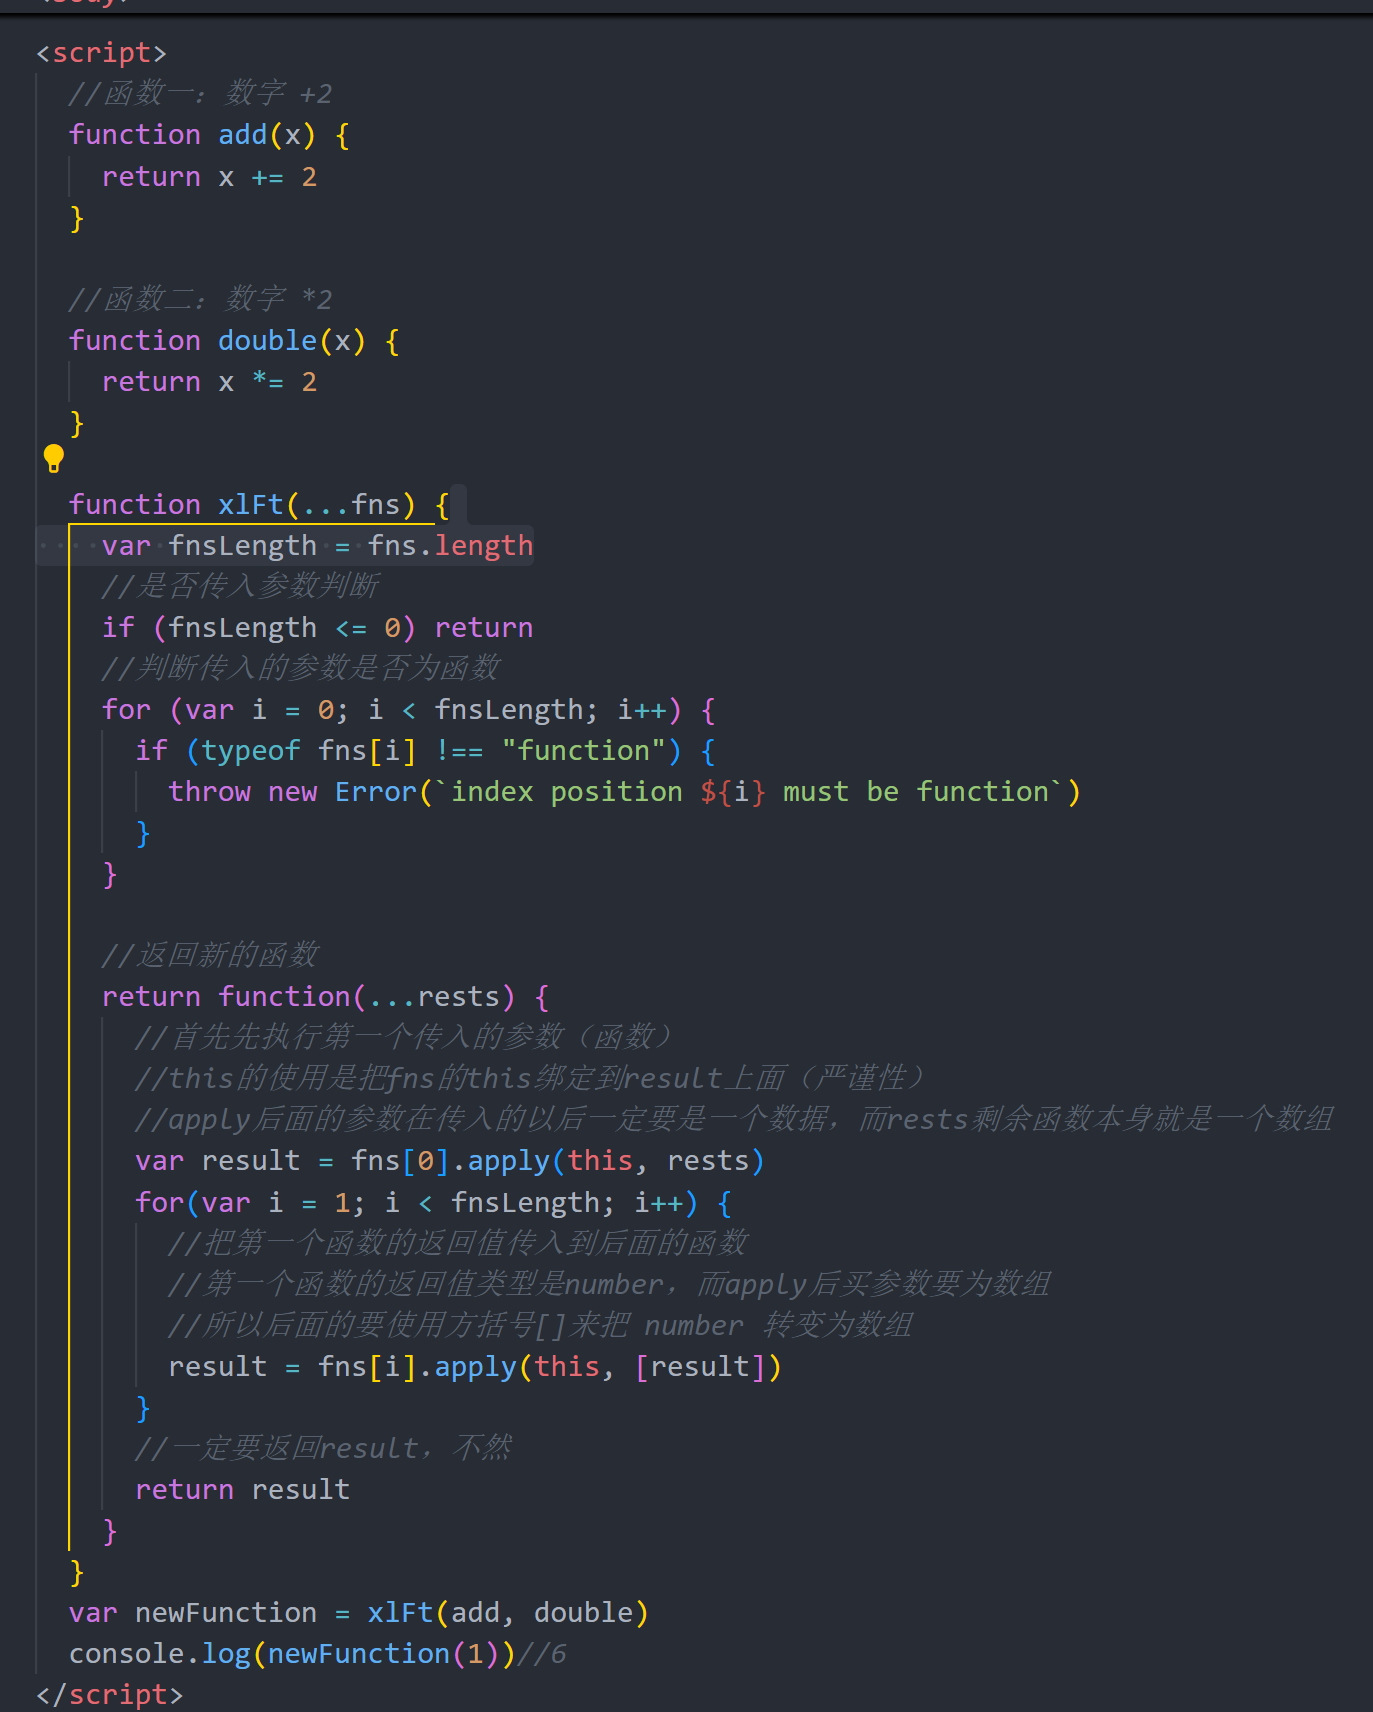 <script>
//函数一：数字 +2
function add(x) {
return x += 2
}
//函数二：数字 *2
function double(x) {
return x *= 2
}
function xlFt(...fns) {
var fnsLength = fns.length
//是否传入参数判断
if (fnsLength <= 0) return
//判断传入的参数是否为函数
for (var i = 0; i < fnsLength; i++) {
if (typeof fns[i] !== "function") {
throw new Error(`index position ${i} must be function`)
}
}
//返回新的函数
return function(...rests) {
//首先先执行第一个传入的参数（函数）
//this的使用是把fns的this绑定到result上面（严谨性）
//apply后面的参数在传入的以后一定要是一个数据，而rests剩余函数本身就是一个数组
var result = fns[0].apply(this, rests)
for(var i = 1; i < fnsLength; i++) {
//把第一个函数的返回值传入到后面的函数
//第一个函数的返回值类型是number，而apply后买参数要为数组
//所以后面的要使用方括号[]来把 number 转变为数组
result = fns[i].apply(this, [result])
}
//一定要返回result，不然
return result
}
}
var newFunction = xlFt(add, double)
console.log(newFunction(1))//6
</script>